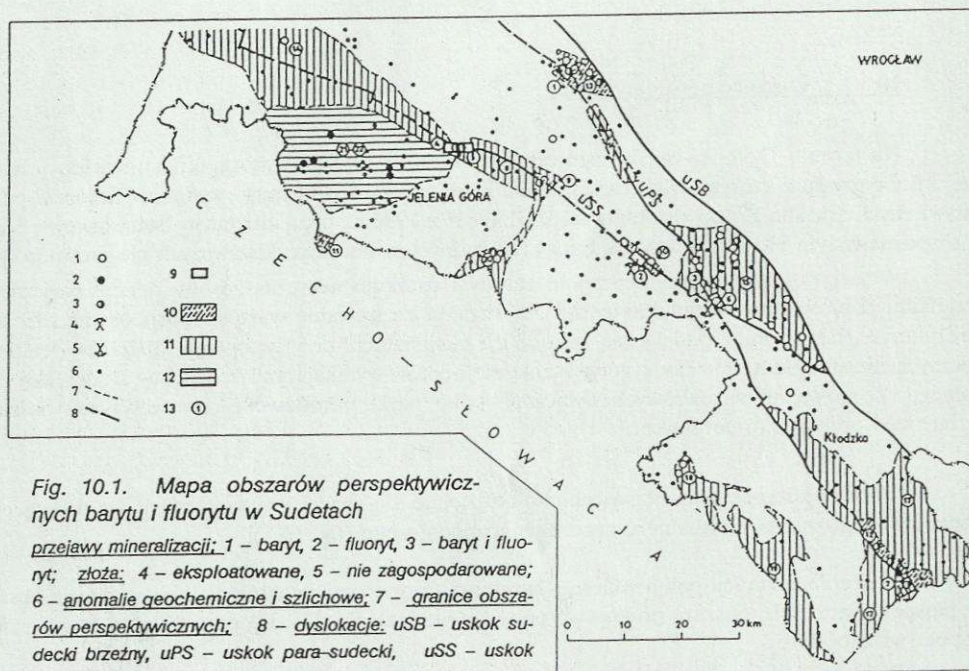 WROCŁAW
uSB
uPS
uSS
JELENIA GÓRA
CZECHOSŁOWACJA
Kłodzko
1
2
3
4
5
6
7
8
9
10
11
12
13 1
0 10 20 30 km
Fig. 10.1. Mapa obszarów perspektywicz-
nych barytu i fluorytu w Sudetach
przejawy mineralizacji; 1 – baryt, 2 – fluoryt, 3 – baryt i fluo-
ryt; złoża: 4 – eksploatowane, 5 – nie zagospodarowane;
6 – anomalie geochemiczne i szlichowe; 7 – granice obsza-
rów perspektywicznych; 8 – dyslokacje: uSB – uskok su-
decki brzeżny, uPS – uskok para-sudecki, uSS – uskok